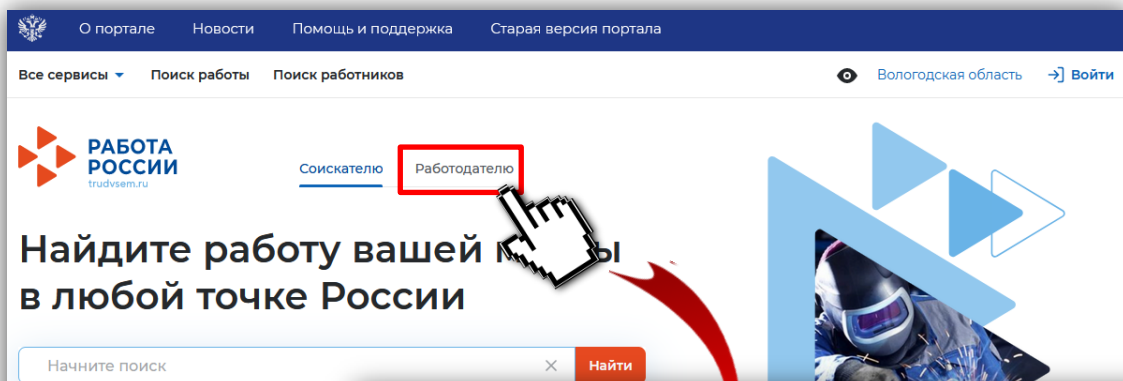 О портале Новости Помощь и поддержка Старая версия портала
Все сервисы Поиск работы Поиск работников Вологодская область Войти
РАБОТА
РОССИИ
trudvsem.ru
Соискателю Работодателю
Найдите работу вашей
в любой точке России
Начните поиск Найти